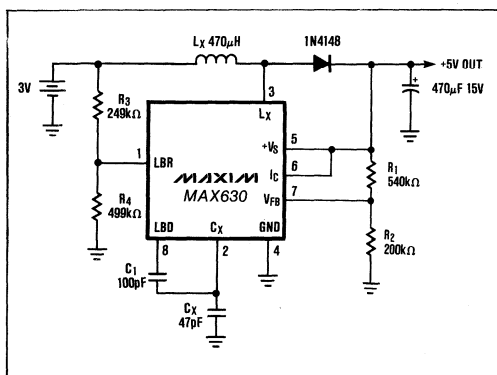 LX 470μH
1N4148
+5V OUT
470μF 15V
3V
R3
249kΩ
3
LX
1
LBR
MAXIM
MAX630
+VS
5
IC
6
VFB
7
R1
540kΩ
R4
499kΩ
LBD
CX
GND
8
2
4
R2
200kΩ
C1
100pF
CX
47pF
+